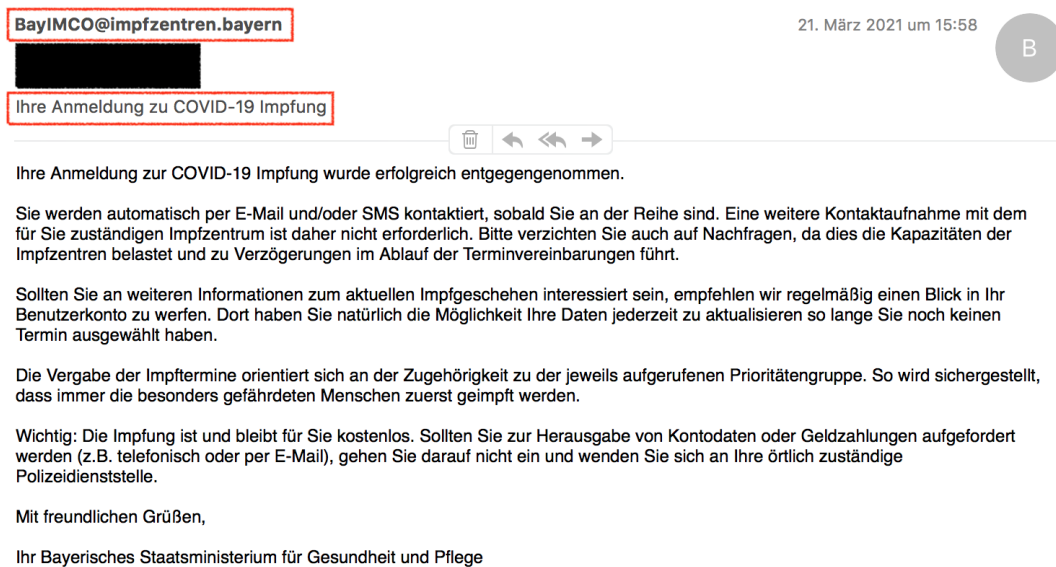 BayIMCO@impfzentren.bayern
21. März 2021 um 15:58
B
Ihre Anmeldung zu COVID-19 Impfung
Ihre Anmeldung zur COVID-19 Impfung wurde erfolgreich entgegengenommen.
Sie werden automatisch per E-Mail und/oder SMS kontaktiert, sobald Sie an der Reihe sind. Eine weitere Kontaktaufnahme mit dem
für Sie zuständigen Impfzentrum ist daher nicht erforderlich. Bitte verzichten Sie auch auf Nachfragen, da dies die Kapazitäten der
Impfzentren belastet und zu Verzögerungen im Ablauf der Terminvereinbarungen führt.
Sollten Sie an weiteren Informationen zum aktuellen Impfgeschehen interessiert sein, empfehlen wir regelmäßig einen Blick in Ihr
Benutzerkonto zu werfen. Dort haben Sie natürlich die Möglichkeit Ihre Daten jederzeit zu aktualisieren so lange Sie noch keinen
Termin ausgewählt haben.
Die Vergabe der Impftermine orientiert sich an der Zugehörigkeit zu der jeweils aufgerufenen Prioritätengruppe. So wird sichergestellt,
dass immer die besonders gefährdeten Menschen zuerst geimpft werden.
Wichtig: Die Impfung ist und bleibt für Sie kostenlos. Sollten Sie zur Herausgabe von Kontodaten oder Geldzahlungen aufgefordert
werden (z.B. telefonisch oder per E-Mail), gehen Sie darauf nicht ein und wenden Sie sich an Ihre örtlich zuständige
Polizeidienststelle.
Mit freundlichen Grüßen,
Ihr Bayerisches Staatsministerium für Gesundheit und Pflege